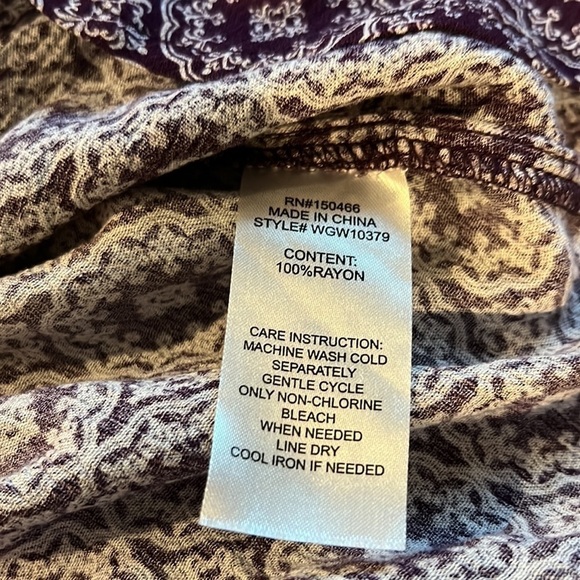 RN#150466
MADE IN CHINA
STYLE# WGW10379
CONTENT:
100%RAYON
CARE INSTRUCTION:
MACHINE WASH COLD
SEPARATELY
GENTLE CYCLE
ONLY NON-CHLORINE
BLEACH
WHEN NEEDED
LINE DRY
COOL IRON IF NEEDED